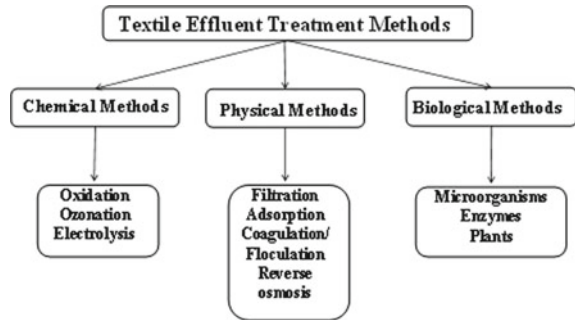 Textile Effluent Treatment Methods
Chemical Methods
Physical Methods
Biological Methods
Oxidation
Ozonation
Electrolysis
Filtration
Adsorption
Coagulation/
Floculation
Reverse
osmosis
Microorganisms
Enzymes
Plants